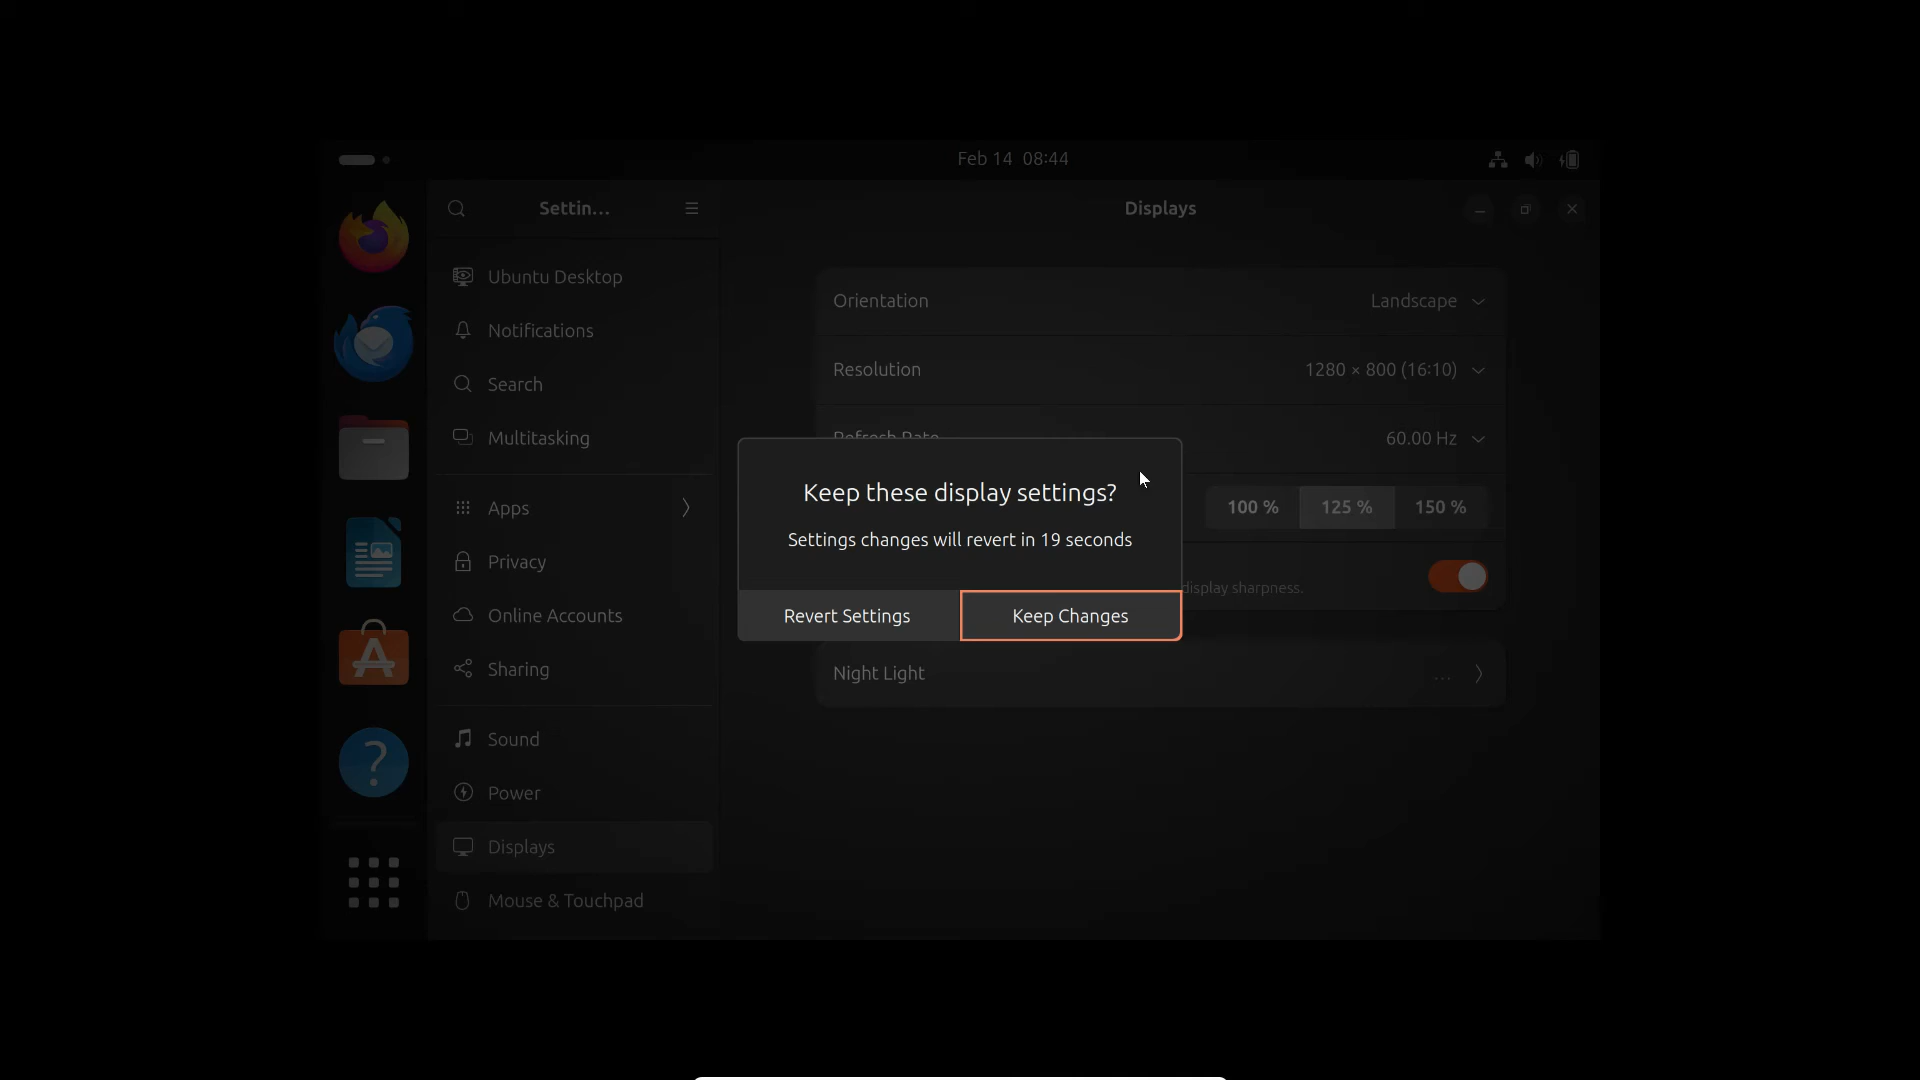 Feb 14 08:44
Settin...
Displays
Ubuntu Desktop
Notifications
Search
Multitasking
Apps
Privacy
Online Accounts
Sharing
Sound
Power
Displays
Mouse & Touchpad
Orientation
Landscape
Resolution
1280 × 800 (16:10)
Refresh Rate
60.00 Hz
100 %
125 %
150 %
display sharpness.
Night Light
...
Keep these display settings?
Settings changes will revert in 19 seconds
Revert Settings
Keep Changes